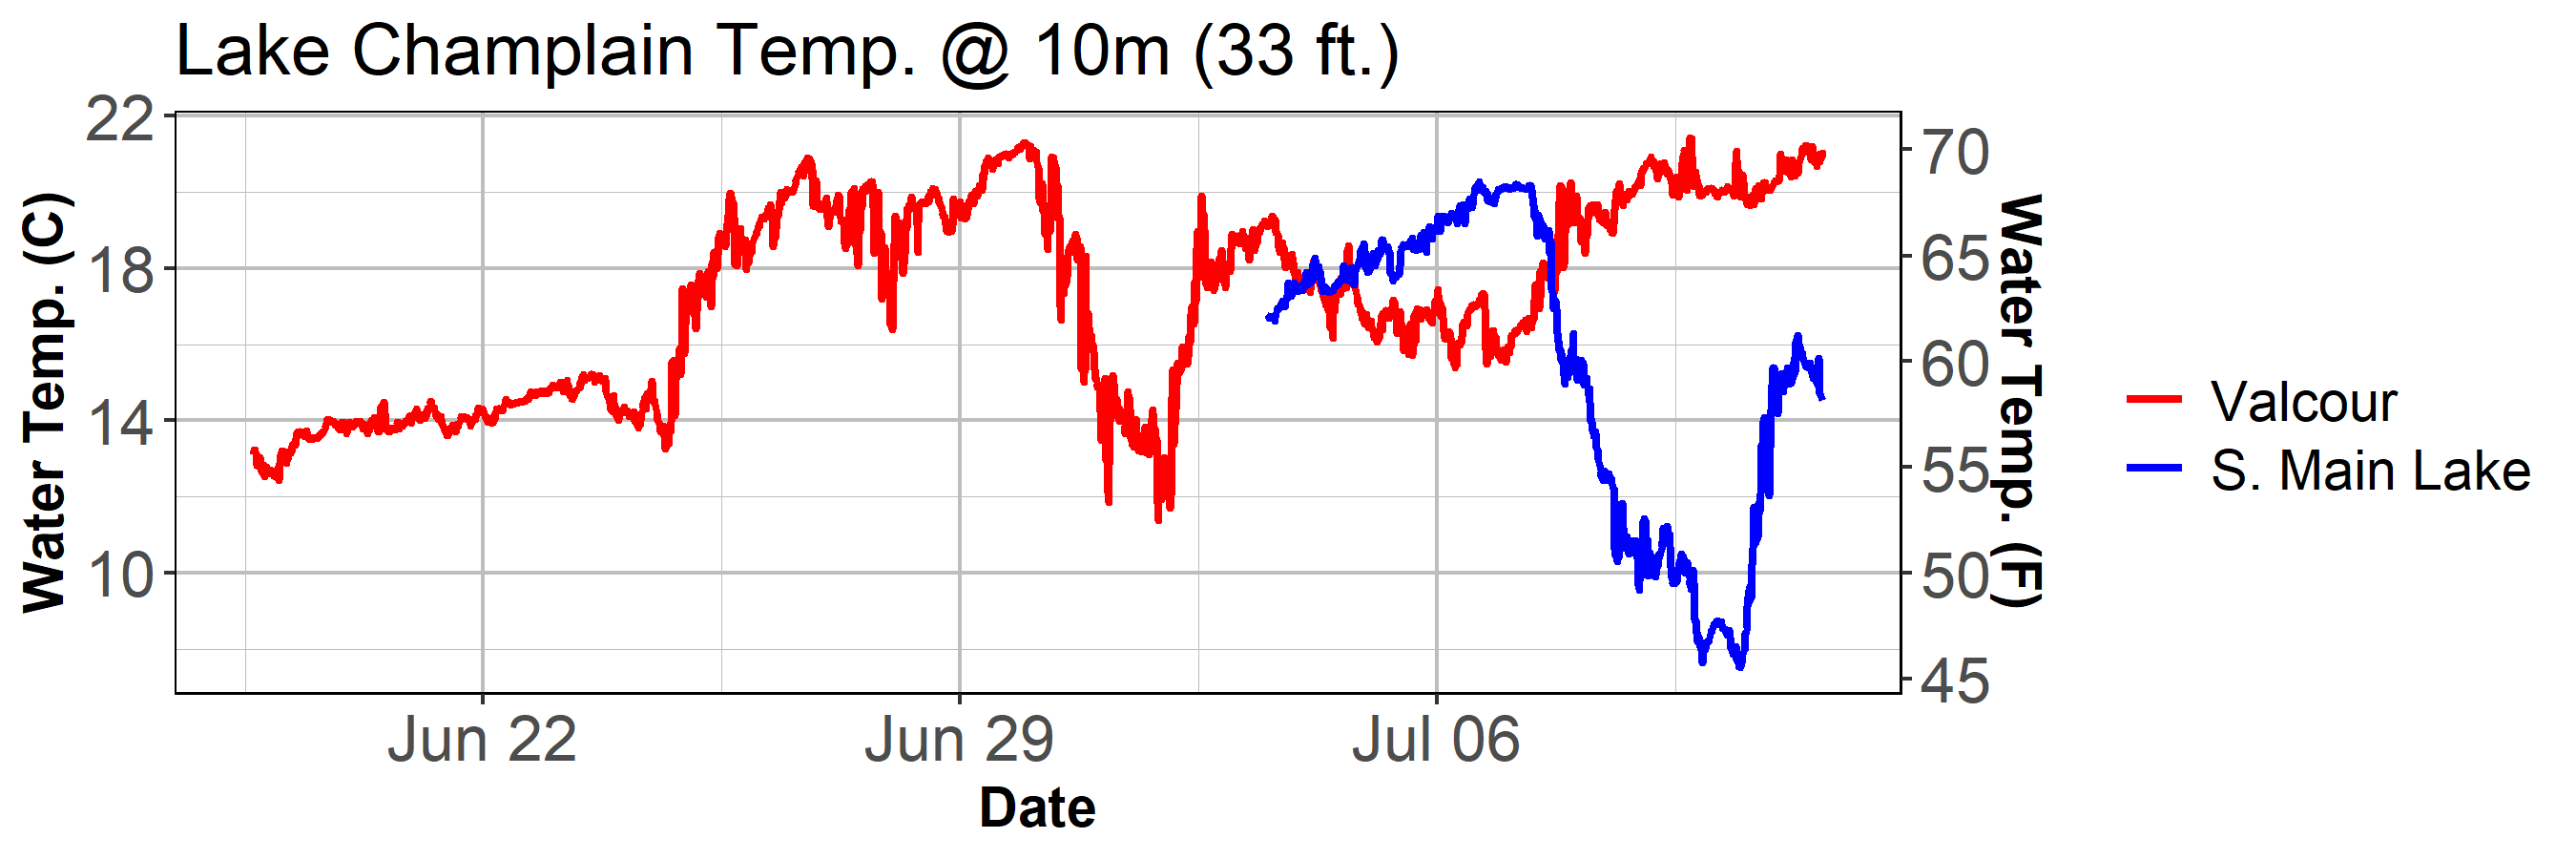 Lake Champlain Temp. @ 10m (33 ft.)
Water Temp. (C)
22
18
14
10
70
65
60
55
50
45
Water Temp. (F)
Jun 22
Jun 29
Jul 06
Date
Valcour
S. Main Lake